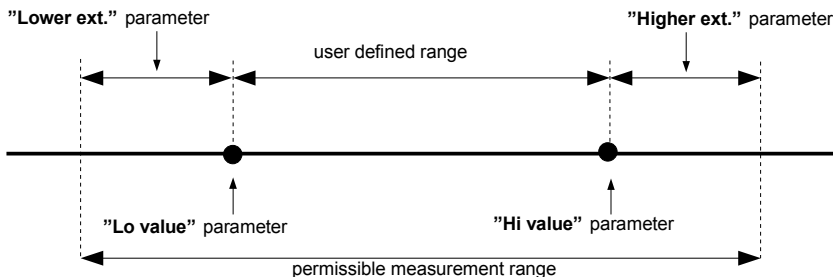 ”Lower ext.” parameter
”Higher ext.” parameter
user defined range
”Lo value” parameter
”Hi value” parameter
permissible measurement range